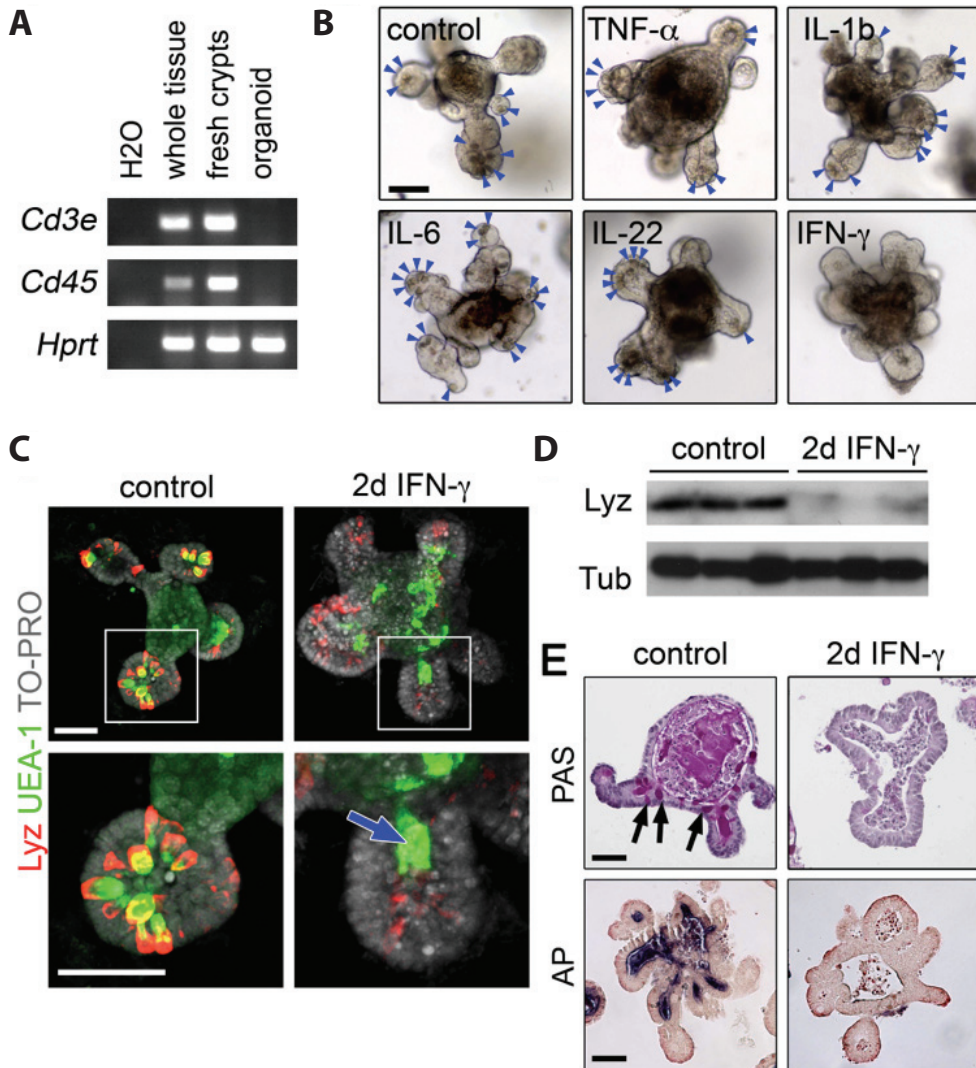 A
H2O
whole tissue
fresh crypts
organoid
Cd3e
Cd45
Hprt
B
control
TNF-α
IL-1b
IL-6
IL-22
IFN-γ
C
control
2d IFN-γ
Lyz UEA-1 TO-PRO
D
control
2d IFN-γ
Lyz
Tub
E
control
2d IFN-γ
PAS
AP